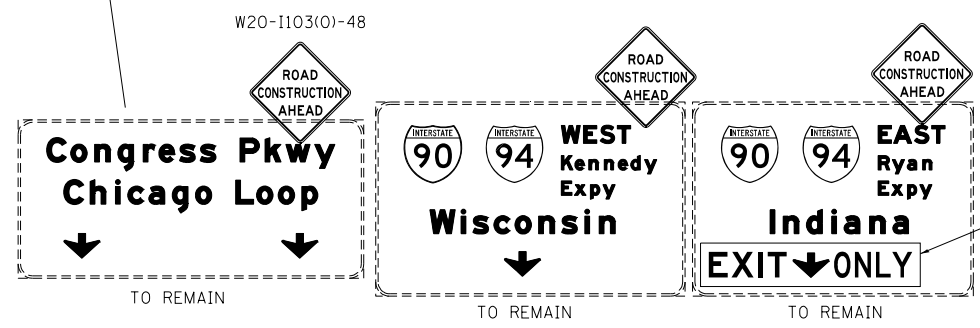 W20-I103(O)-48
ROAD
CONSTRUCTION
AHEAD
Congress Pkwy
Chicago Loop
TO REMAIN
ROAD
CONSTRUCTION
AHEAD
INTERSTATE
90
INTERSTATE
94
WEST
Kennedy
Expy
Wisconsin
TO REMAIN
ROAD
CONSTRUCTION
AHEAD
INTERSTATE
90
INTERSTATE
94
EAST
Ryan
Expy
Indiana
EXIT ONLY
TO REMAIN